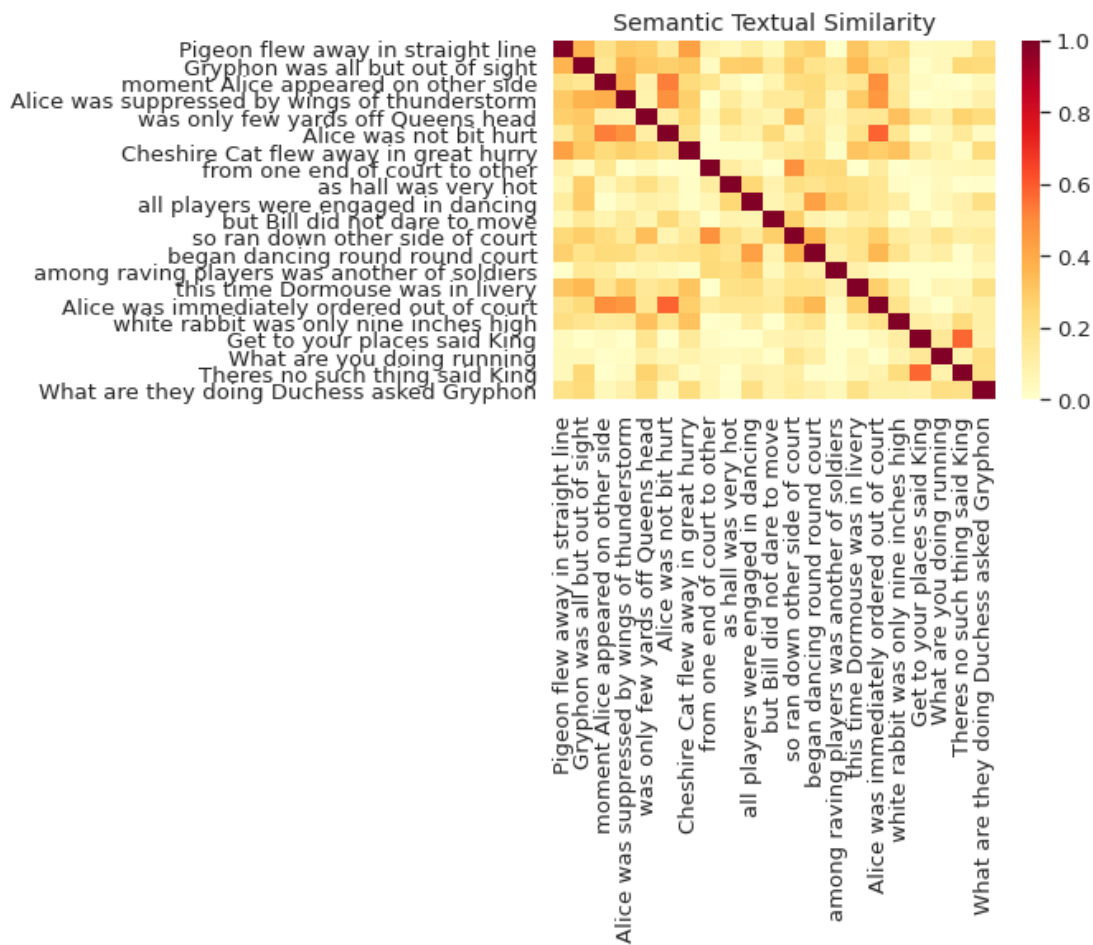 Semantic Textual Similarity
Pigeon flew away in straight line
Gryphon was all but out of sight
moment Alice appeared on other side
Alice was suppressed by wings of thunderstorm
was only few yards off Queens head
Alice was not bit hurt
Cheshire Cat flew away in great hurry
from one end of court to other
as hall was very hot
all players were engaged in dancing
but Bill did not dare to move
so ran down other side of court
began dancing round round court
among raving players was another of soldiers
this time Dormouse was in livery
Alice was immediately ordered out of court
white rabbit was only nine inches high
Get to your places said King
What are you doing running
Theres no such thing said King
What are they doing Duchess asked Gryphon
1.0
0.8
0.6
0.4
0.2
0.0
Pigeon flew away in straight line
Gryphon was all but out of sight
moment Alice appeared on other side
Alice was suppressed by wings of thunderstorm
was only few yards off Queens head
Alice was not bit hurt
Cheshire Cat flew away in great hurry
from one end of court to other
as hall was very hot
all players were engaged in dancing
but Bill did not dare to move
so ran down other side of court
began dancing round round court
among raving players was another of soldiers
this time Dormouse was in livery
Alice was immediately ordered out of court
white rabbit was only nine inches high
Get to your places said King
What are you doing running
Theres no such thing said King
What are they doing Duchess asked Gryphon